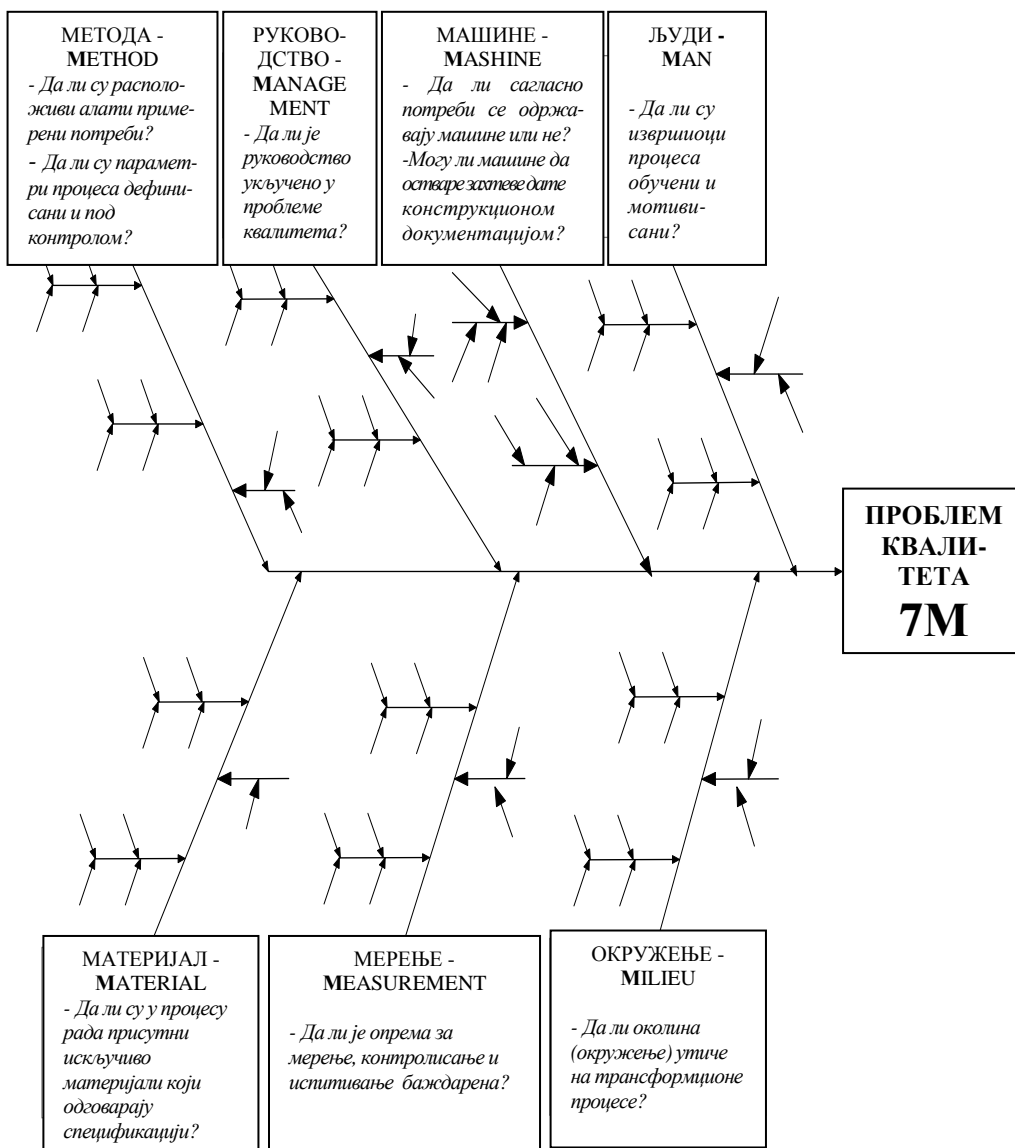 МЕТОДА -
METHOD
- Да ли су располо-
живи алати приме-
рени потреби?
- Да ли су парамет-
ри процеса дефини-
сани и под
контролом?
РУКОВО-
ДСТВО -
MANAGE
MENT
- Да ли је
руководство
укључено у
проблеме
квалитета?
МАШИНЕ -
MASHINE
- Да ли сагласно
потреби се одржа-
вају машине или не?
-Могу ли машине да
остваре захтеве дате
конструкционом
документацијом?
ЉУДИ -
MAN
- Да ли су
извршиоци
процеса
обучени и
мотиви-
сани?
ПРОБЛЕМ
КВАЛИ-
ТЕТА
7М
МАТЕРИЈАЛ -
MATERIAL
- Да ли су у процесу
рада присутни
искључиво
материјали који
одговарају
спецификацији?
МЕРЕЊЕ -
MEASUREMENT
- Да ли је опрема за
мерење, контролисање и
испитивање баждарена?
ОКРУЖЕЊЕ -
MILIEU
- Да ли околина
(окружење) утиче
на трансформционе
процесе?